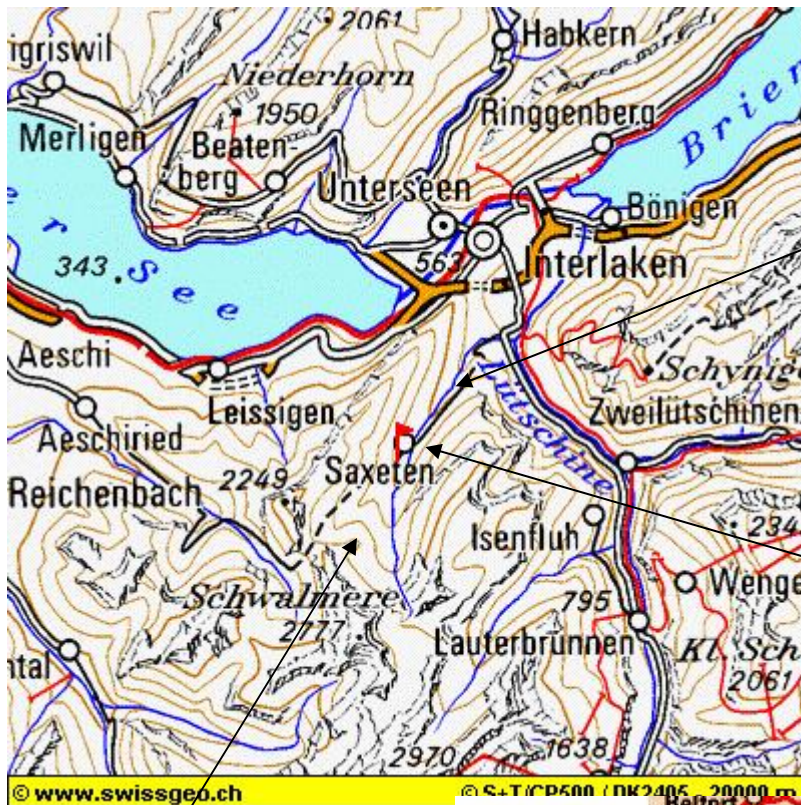 2061
Habkern
igriswil
Niederhorn
1950
Ringgenberg
Merligen
Beaten-
berg
Brien
Unterseen
Bönigen
563
Interlaken
343
er See
Aeschi
Schynig
Leissigen
Lütschine
Zweilütschinen
Aeschiried
Saxeten
2249
Reichenbach
Isenfluh
234
Wenge
Schwalmere
795
2777
Lauterbrunnen
Kl. Sch
ntal
2061
2970
1638
© www.swissgeo.ch
© S+T/CP500 / DK2405 - 20000 m